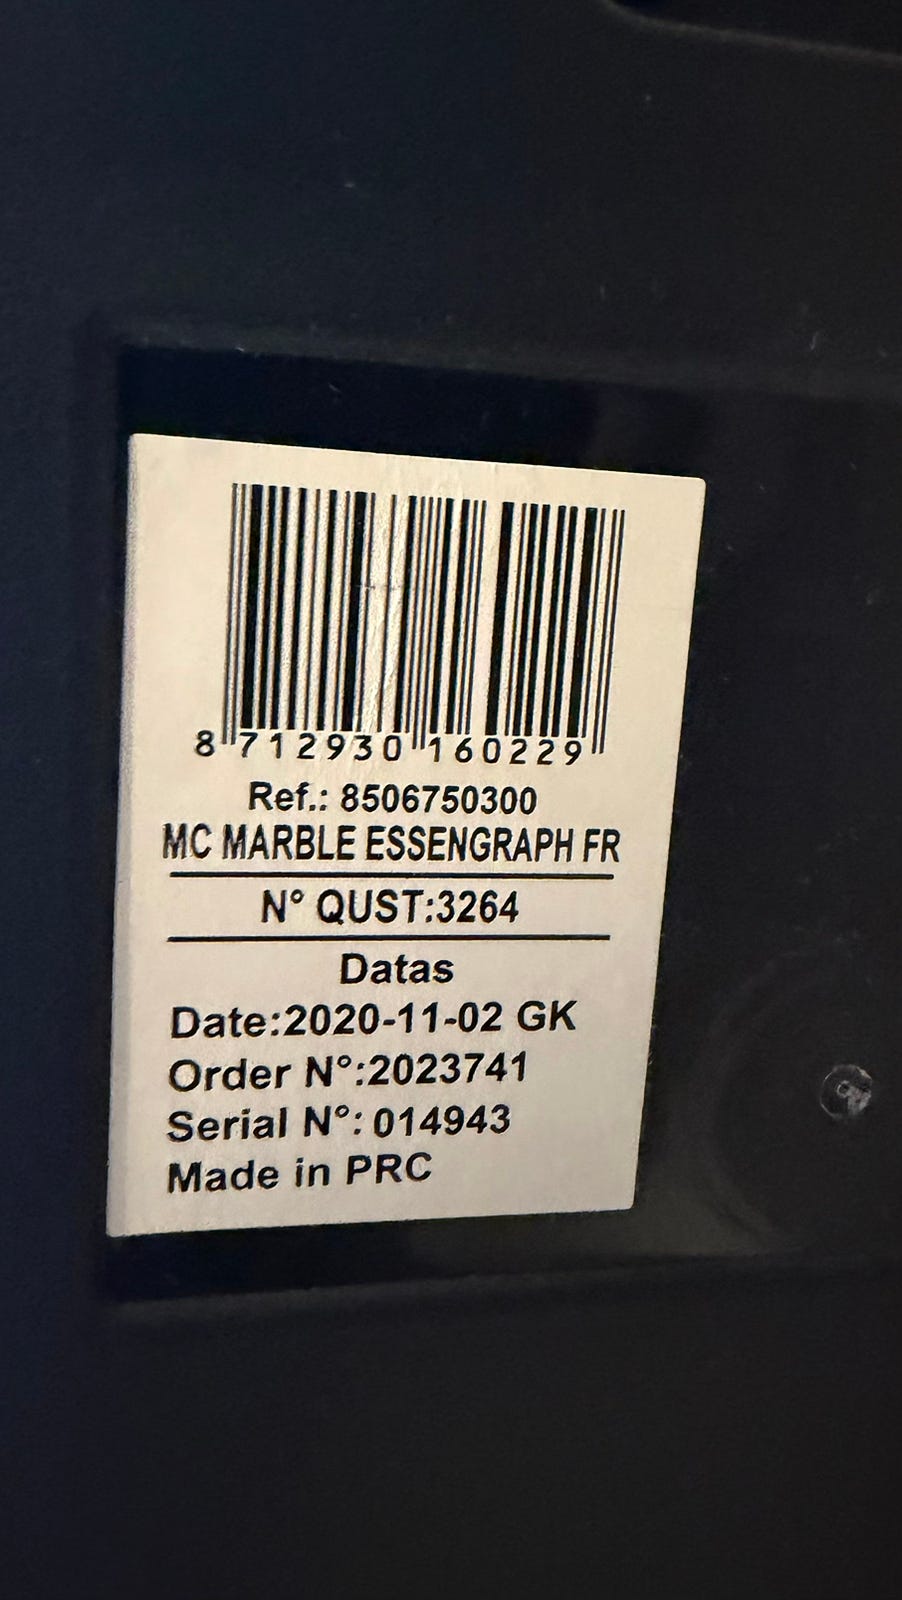 8 712930 160229
Ref.: 8506750300
MC MARBLE ESSENGRAPH FR
N° QUST:3264
Datas
Date:2020-11-02 GK
Order N°:2023741
Serial N°: 014943
Made in PRC